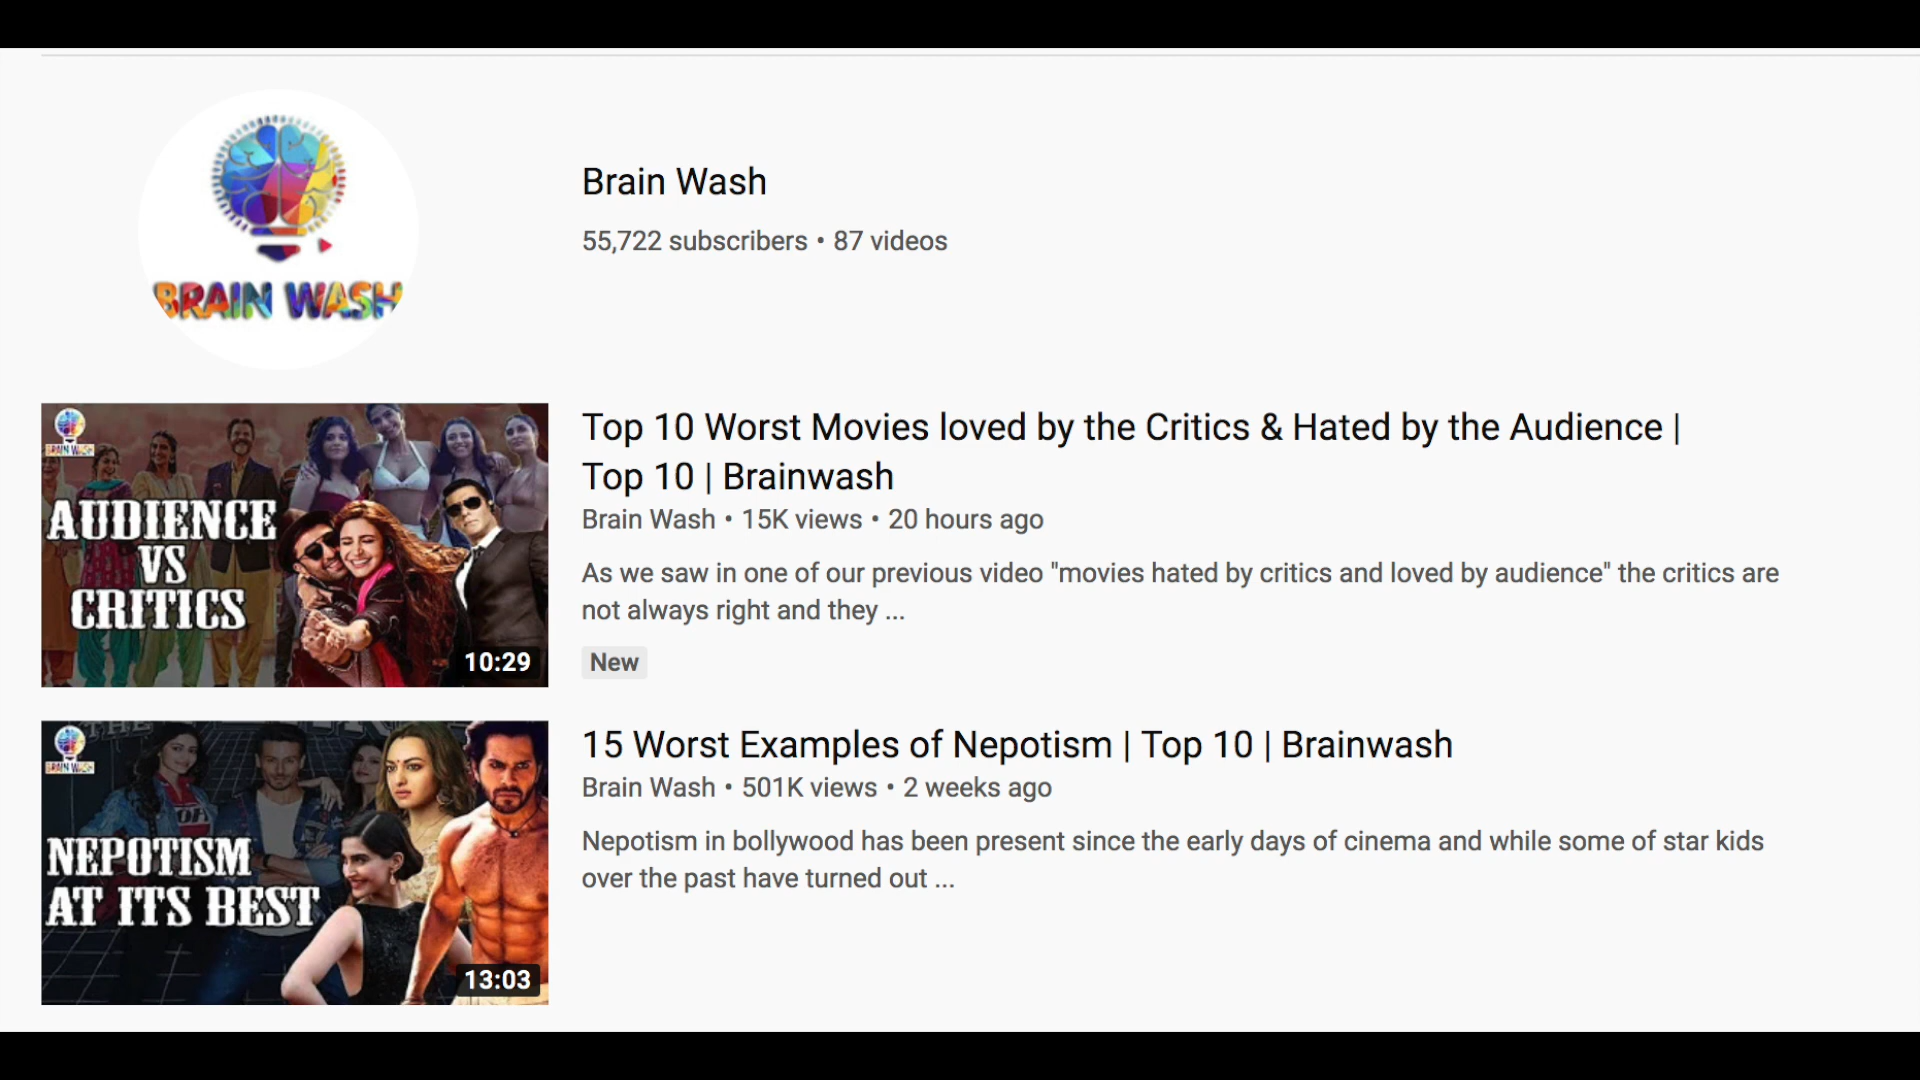 BRAIN WASH
Brain Wash
55,722 subscribers • 87 videos
BRAIN WASH
AUDIENCE
VS
CRITICS
10:29
Top 10 Worst Movies loved by the Critics & Hated by the Audience |
Top 10 | Brainwash
Brain Wash • 15K views • 20 hours ago
As we saw in one of our previous video "movies hated by critics and loved by audience" the critics are
not always right and they ...
New
THE
BRAIN WASH
NEPOTISM
AT ITS BEST
13:03
15 Worst Examples of Nepotism | Top 10 | Brainwash
Brain Wash • 501K views • 2 weeks ago
Nepotism in bollywood has been present since the early days of cinema and while some of star kids
over the past have turned out ...